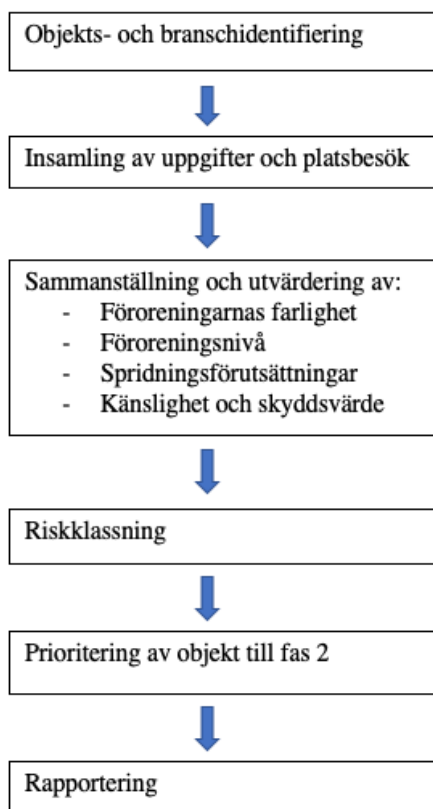 Objekts- och branschidentifiering
Insamling av uppgifter och platsbesök
Sammanställning och utvärdering av:
- Föroreningarnas farlighet
- Föroreningsnivå
- Spridningsförutsättningar
- Känslighet och skyddsvärde
Riskklassning
Prioritering av objekt till fas 2
Rapportering